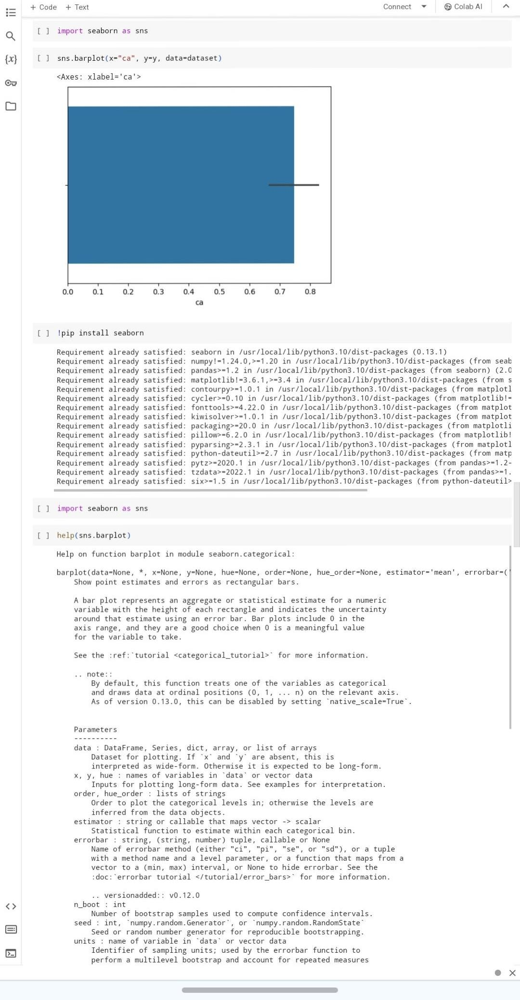 + Code + Text Connect Colab AI
{x}
[ ] import seaborn as sns
[ ] sns.barplot(x="ca", y=y, data=dataset)
<Axes: xlabel='ca'>
0.0 0.1 0.2 0.3 0.4 0.5 0.6 0.7 0.8
ca
[ ] !pip install seaborn
Requirement already satisfied: seaborn in /usr/local/lib/python3.10/dist-packages (0.13.1)
Requirement already satisfied: numpy!=1.24.0,>=1.20 in /usr/local/lib/python3.10/dist-packages (from seab
Requirement already satisfied: pandas>=1.2 in /usr/local/lib/python3.10/dist-packages (from seaborn) (2.0
Requirement already satisfied: matplotlib!=3.6.1,>=3.4 in /usr/local/lib/python3.10/dist-packages (from s
Requirement already satisfied: contourpy>=1.0.1 in /usr/local/lib/python3.10/dist-packages (from matplotl
Requirement already satisfied: cycler>=0.10 in /usr/local/lib/python3.10/dist-packages (from matplotlib!=
Requirement already satisfied: fonttools>=4.22.0 in /usr/local/lib/python3.10/dist-packages (from matplot
Requirement already satisfied: kiwisolver>=1.0.1 in /usr/local/lib/python3.10/dist-packages (from matplot
Requirement already satisfied: packaging>=20.0 in /usr/local/lib/python3.10/dist-packages (from matplotli
Requirement already satisfied: pillow>=6.2.0 in /usr/local/lib/python3.10/dist-packages (from matplotlib!
Requirement already satisfied: pyparsing>=2.3.1 in /usr/local/lib/python3.10/dist-packages (from matplotl
Requirement already satisfied: python-dateutil>=2.7 in /usr/local/lib/python3.10/dist-packages (from matp
Requirement already satisfied: pytz>=2020.1 in /usr/local/lib/python3.10/dist-packages (from pandas>=1.2-
Requirement already satisfied: tzdata>=2022.1 in /usr/local/lib/python3.10/dist-packages (from pandas>=1.
Requirement already satisfied: six>=1.5 in /usr/local/lib/python3.10/dist-packages (from python-dateutil>
[ ] import seaborn as sns
[ ] help(sns.barplot)
Help on function barplot in module seaborn.categorical:
barplot(data=None, *, x=None, y=None, hue=None, order=None, hue_order=None, estimator='mean', errorbar=('
Show point estimates and errors as rectangular bars.
A bar plot represents an aggregate or statistical estimate for a numeric
variable with the height of each rectangle and indicates the uncertainty
around that estimate using an error bar. Bar plots include 0 in the
axis range, and they are a good choice when 0 is a meaningful value
for the variable to take.
See the :ref:`tutorial <categorical_tutorial>` for more information.
.. note::
By default, this function treats one of the variables as categorical
and draws data at ordinal positions (0, 1, ... n) on the relevant axis.
As of version 0.13.0, this can be disabled by setting `native_scale=True`.
Parameters
----------
data : DataFrame, Series, dict, array, or list of arrays
Dataset for plotting. If `x` and `y` are absent, this is
interpreted as wide-form. Otherwise it is expected to be long-form.
x, y, hue : names of variables in `data` or vector data
Inputs for plotting long-form data. See examples for interpretation.
order, hue_order : lists of strings
Order to plot the categorical levels in; otherwise the levels are
inferred from the data objects.
estimator : string or callable that maps vector -> scalar
Statistical function to estimate within each categorical bin.
errorbar : string, (string, number) tuple, callable or None
Name of errorbar method (either "ci", "pi", "se", or "sd"), or a tuple
with a method name and a level parameter, or a function that maps from a
vector to a (min, max) interval, or None to hide errorbar. See the
:doc:`errorbar tutorial </tutorial/error_bars>` for more information.
.. versionadded:: v0.12.0
n_boot : int
Number of bootstrap samples used to compute confidence intervals.
seed : int, `numpy.random.Generator`, or `numpy.random.RandomState`
Seed or random number generator for reproducible bootstrapping.
units : name of variable in `data` or vector data
Identifier of sampling units; used by the errorbar function to
perform a multilevel bootstrap and account for repeated measures